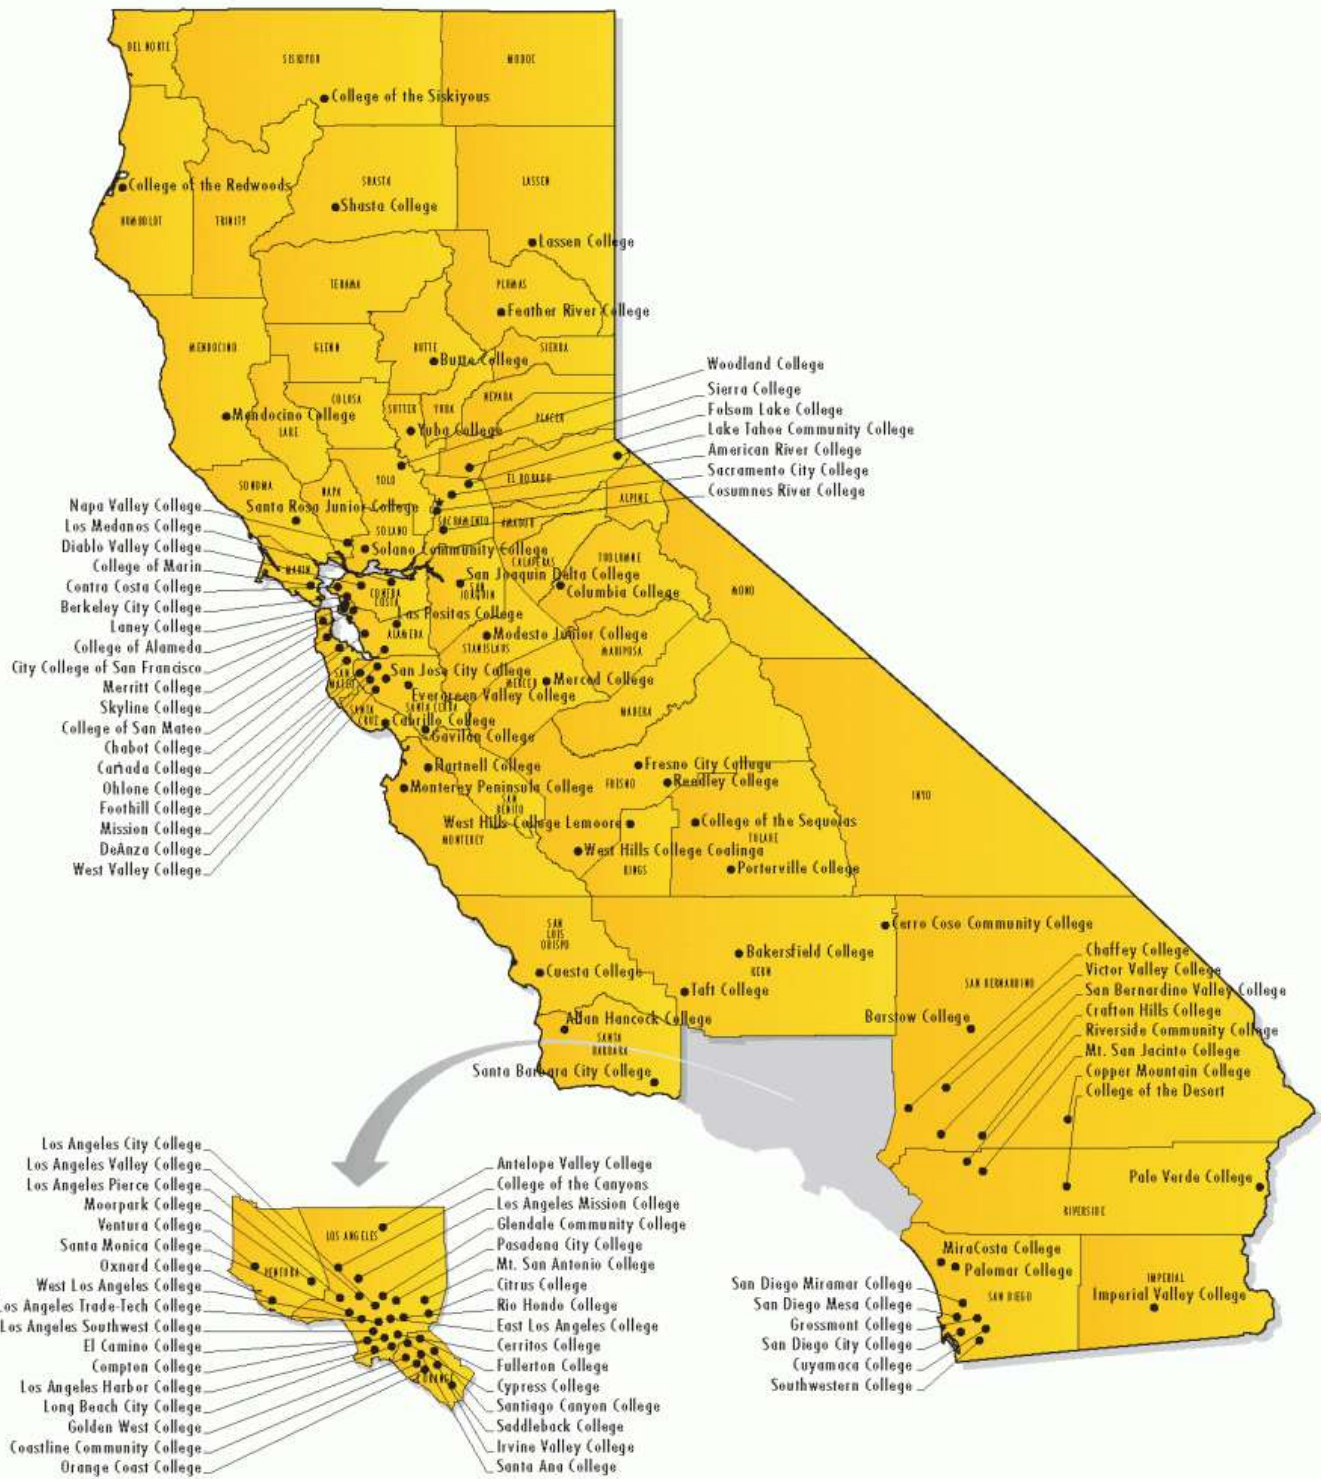 DEL NORTE
SISKIYOU
MODOC
College of the Siskiyous
College of the Redwoods
SHASTA
LASSEN
Shasta College
HUMBOLDT
TRINITY
Lassen College
TEHAMA
PLUMAS
Feather River College
MENDOCINO
GLENN
BUTTE
SIERRA
Butte College
Woodland College
Sierra College
Folsom Lake College
Lake Tahoe Community College
American River College
Sacramento City College
Cosumnes River College
COLUSA
SUTTER
YUBA
NEVADA
PLACER
Mendocino College
LAKE
Yuba College
YOLO
EL DORADO
SONOMA
NAPA
ALPINE
Santa Rosa Junior College
SOLANO
SACRAMENTO
AMADOR
Solano Community College
CALAVERAS
TUOLUMNE
MARIN
San Joaquin Delta College
SAN
JOAQUIN
CONTRA
COSTA
Columbia College
MONO
Las Positas College
ALAMEDA
Modesto Junior College
STANISLAUS
MARIPOSA
Napa Valley College
Los Medanos College
Diablo Valley College
College of Marin
Contra Costa College
Berkeley City College
Laney College
College of Alameda
City College of San Francisco
Merritt College
Skyline College
College of San Mateo
Chabot College
Cañada College
Ohlone College
Foothill College
Mission College
DeAnza College
West Valley College
SAN
MATEO
San Jose City College
MERCED
Merced College
Evergreen Valley College
SANTA CLARA
SANTA
CRUZ
Cabrillo College
MADERA
Gavilan College
Hartnell College
Fresno City College
Monterey Peninsula College
FRESNO
Reedley College
INYO
SAN
BENITO
West Hills College Lemoore
College of the Sequoias
MONTEREY
TULARE
West Hills College Coalinga
KINGS
Porterville College
SAN
LUIS
OBISPO
Cerro Coso Community College
Bakersfield College
KERN
Cuesta College
Taft College
SAN BERNARDINO
Chaffey College
Victor Valley College
San Bernardino Valley College
Crafton Hills College
Riverside Community College
Mt. San Jacinto College
Copper Mountain College
College of the Desert
Barstow College
Allan Hancock College
SANTA
BARBARA
Santa Barbara City College
Palo Verde College
RIVERSIDE
MiraCosta College
Palomar College
SAN DIEGO
IMPERIAL
Imperial Valley College
San Diego Miramar College
San Diego Mesa College
Grossmont College
San Diego City College
Cuyamaca College
Southwestern College
Los Angeles City College
Los Angeles Valley College
Los Angeles Pierce College
Moorpark College
Ventura College
Santa Monica College
Oxnard College
West Los Angeles College
Los Angeles Trade-Tech College
Los Angeles Southwest College
El Camino College
Compton College
Los Angeles Harbor College
Long Beach City College
Golden West College
Coastline Community College
Orange Coast College
LOS ANGELES
VENTURA
ORANGE
Antelope Valley College
College of the Canyons
Los Angeles Mission College
Glendale Community College
Pasadena City College
Mt. San Antonio College
Citrus College
Rio Hondo College
East Los Angeles College
Cerritos College
Fullerton College
Cypress College
Santiago Canyon College
Saddleback College
Irvine Valley College
Santa Ana College